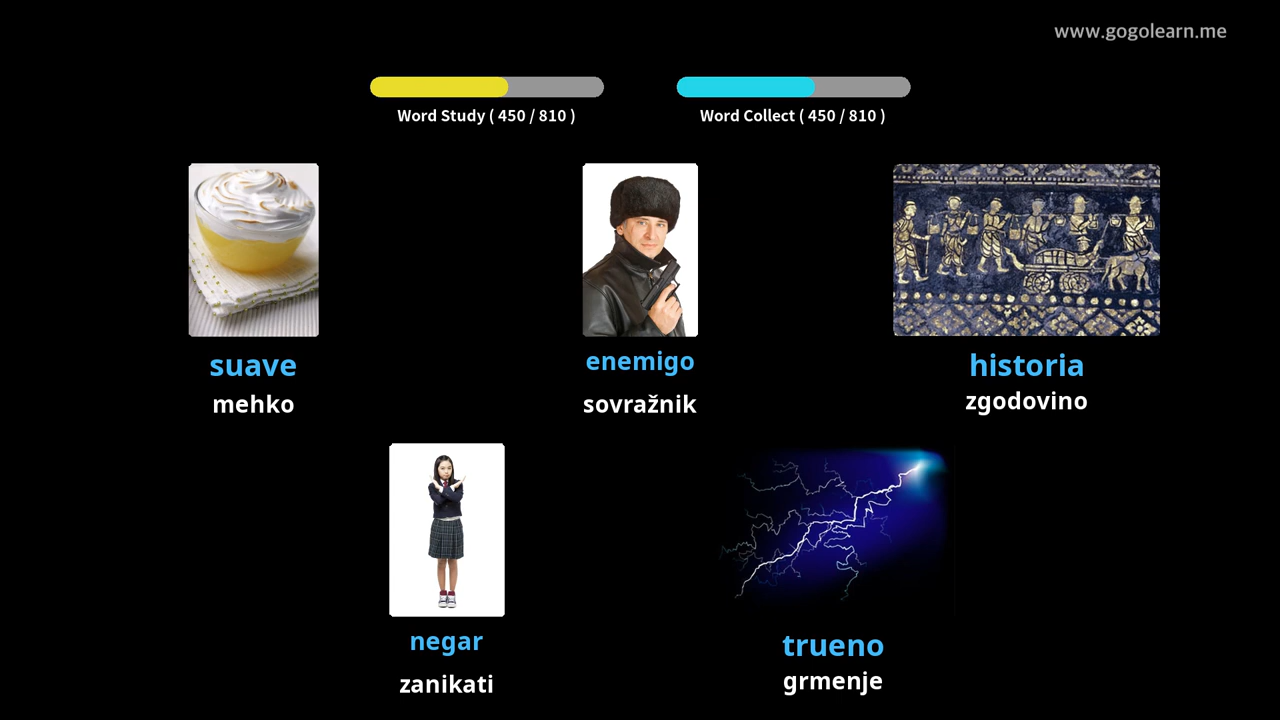 www.gogolearn.me
Word Study ( 450 / 810 )
Word Collect ( 450 / 810 )
suave
mehko
enemigo
sovražnik
historia
zgodovino
negar
zanikati
trueno
grmenje